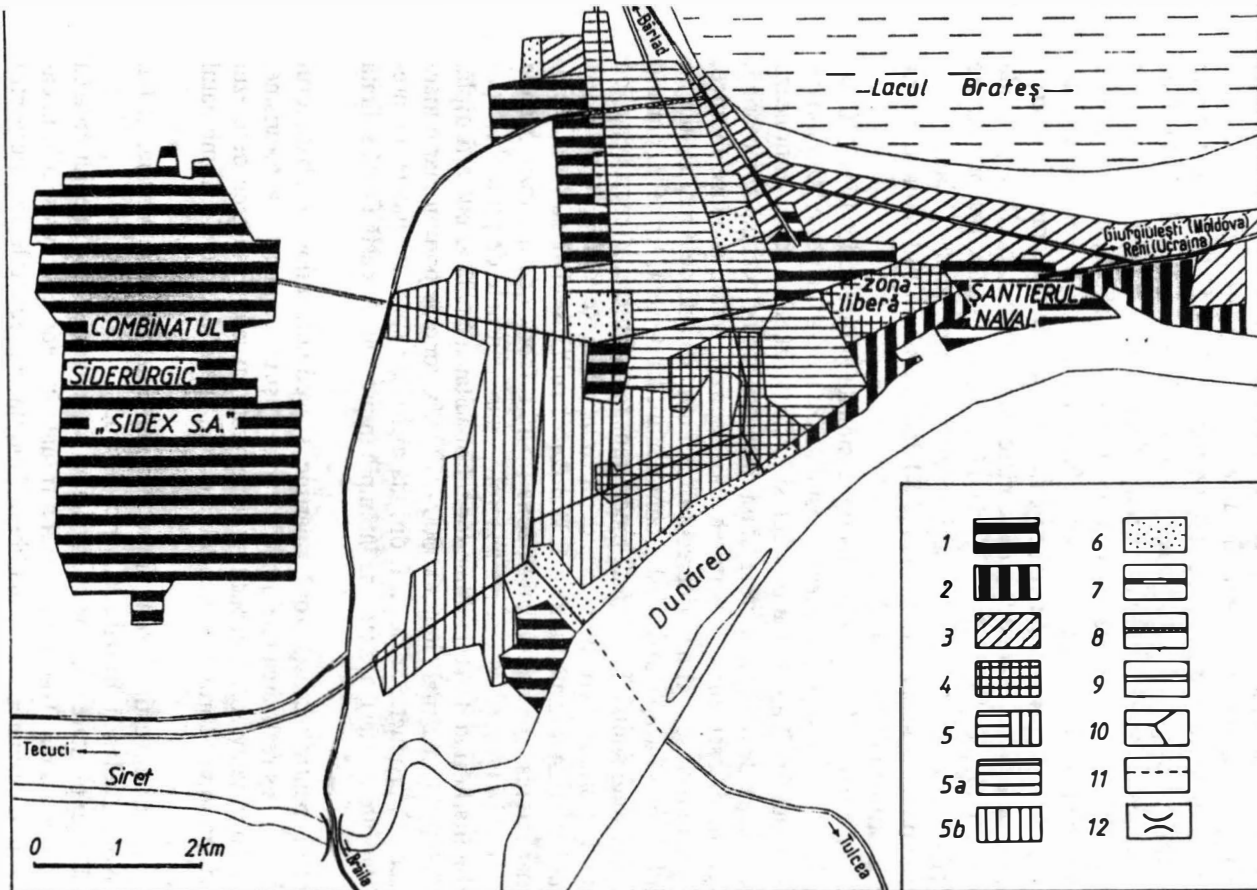 Bârlad
Lacul Brateș
Giurgiulești (Moldova)
Reni (Ucraina)
zona
liberă
ȘANTIERUL
NAVAL
COMBINATUL
SIDERURGIC
„SIDEX S.A."
Dunărea
Tecuci
Siret
Brăila
Tulcea
0 1 2km
1
2
3
4
5
5a
5b
6
7
8
9
10
11
12